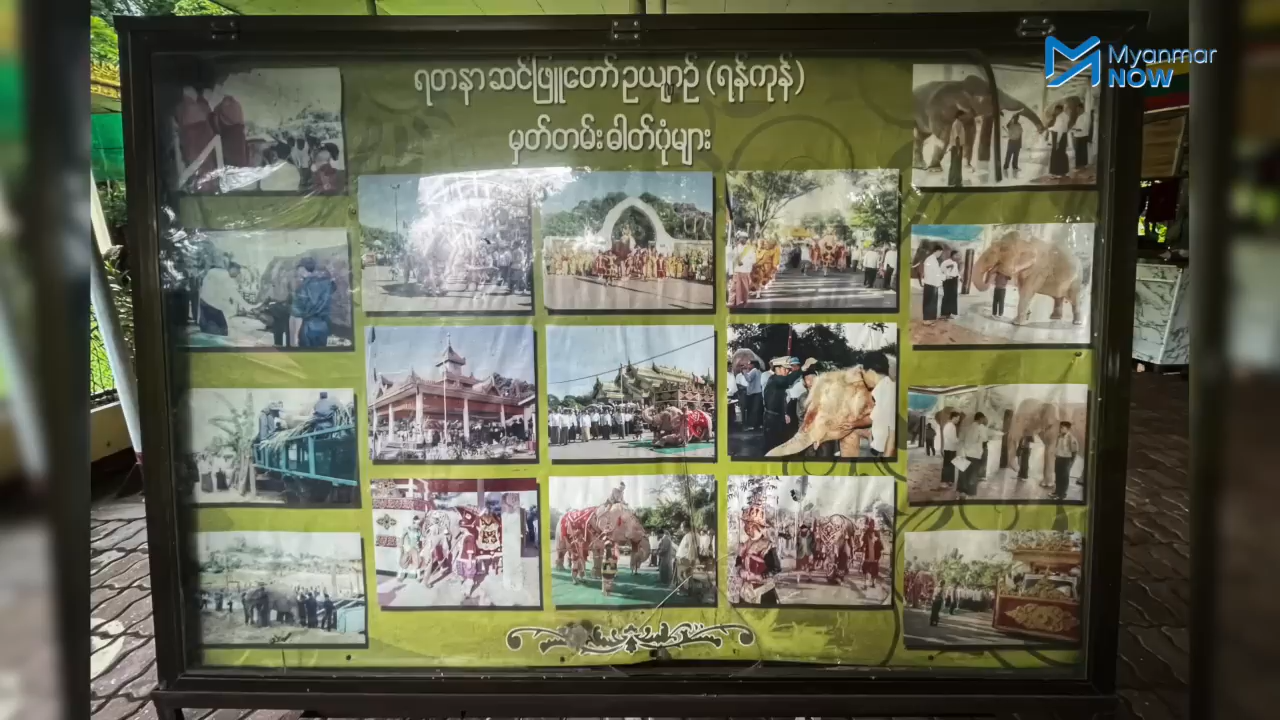 ရတနာဆင်ဖြူတော်ဥယျာဉ် (ရန်ကုန်)
မှတ်တမ်းဓါတ်ပုံများ
Myanmar
NOW